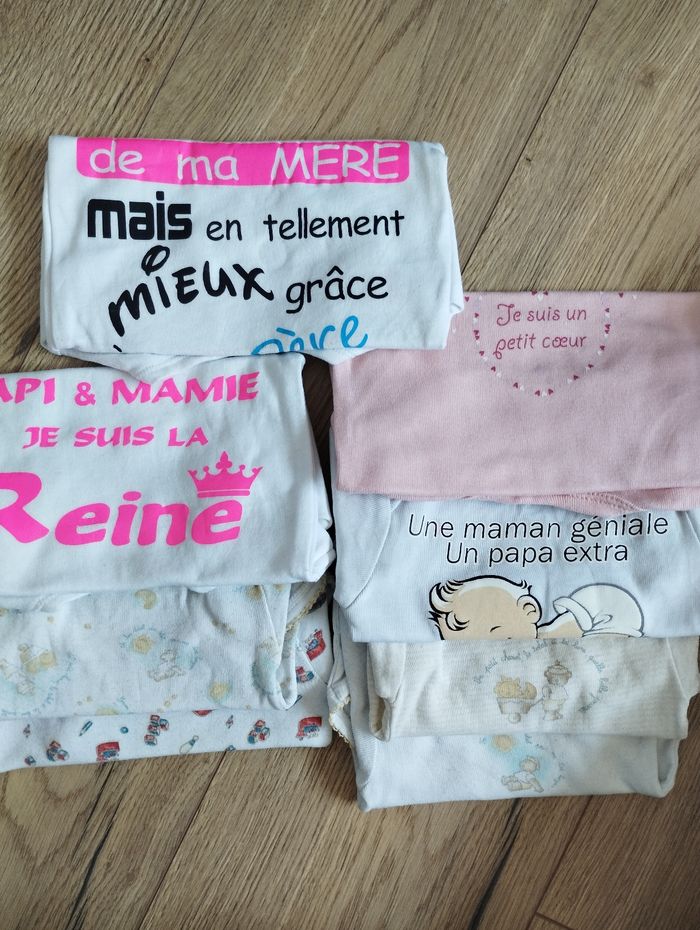 de ma MERE
mais en tellement
MiEUX grâce
père
API & MAMIE
JE SUIS LA
Reine
Je suis un
petit cœur
Une maman géniale
Un papa extra